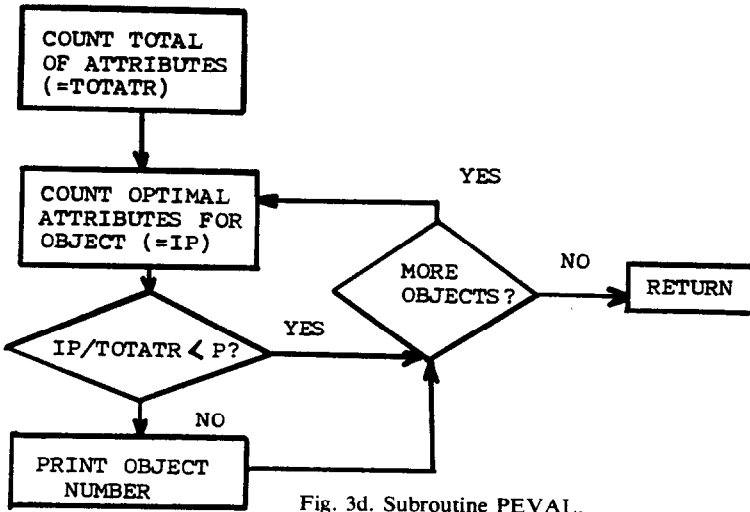 COUNT TOTAL
OF ATTRIBUTES
(=TOTATR)
COUNT OPTIMAL
ATTRIBUTES FOR
OBJECT (=IP)
YES
MORE
OBJECTS?
NO
RETURN
IP/TOTATR < P?
YES
NO
PRINT OBJECT
NUMBER
Fig. 3d. Subroutine PEVAL.